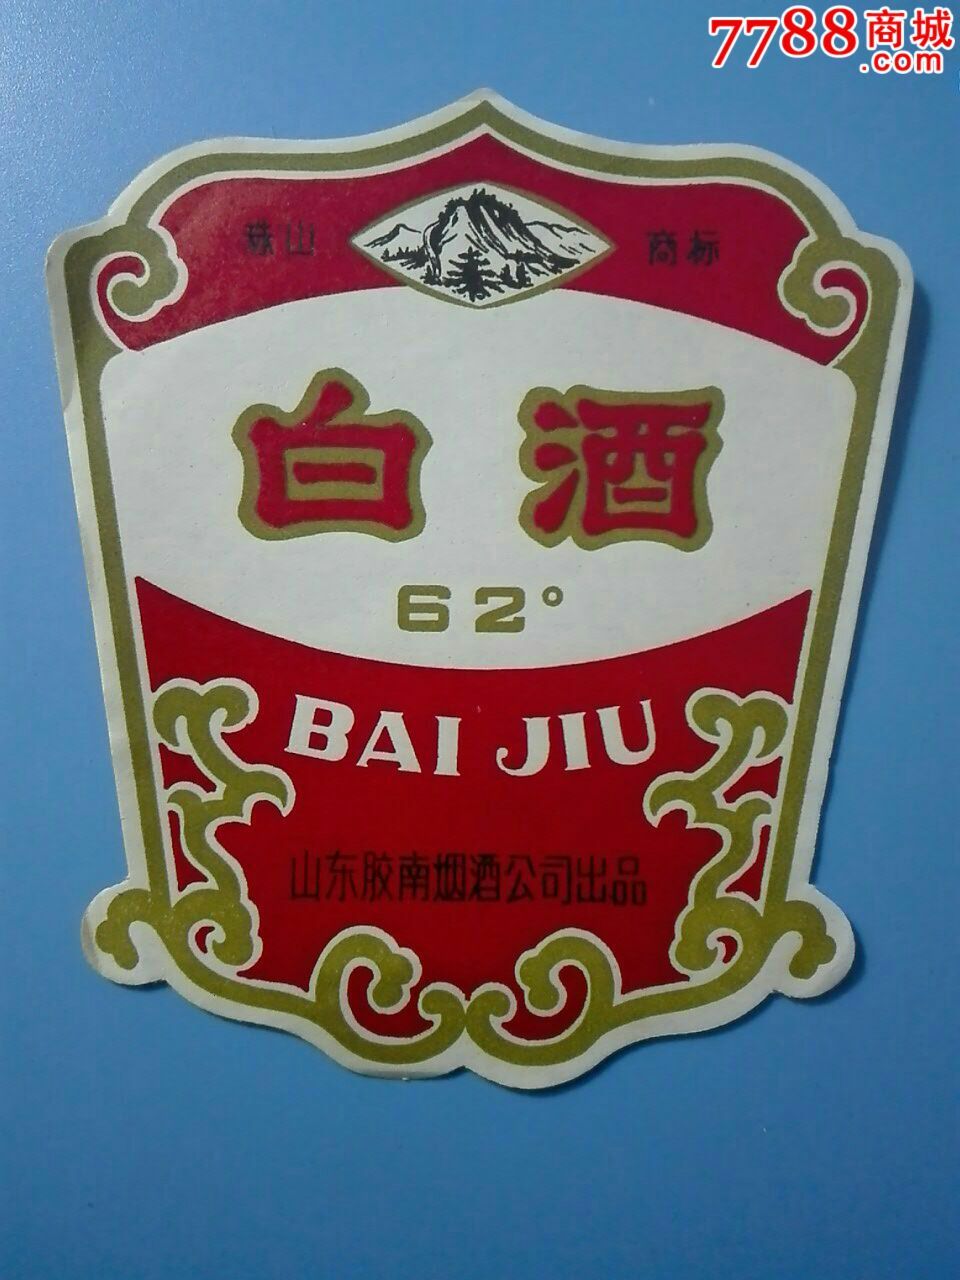 7788商城
.com
珠山 商标
白酒
62°
BAI JIU
山东胶南烟酒公司出品